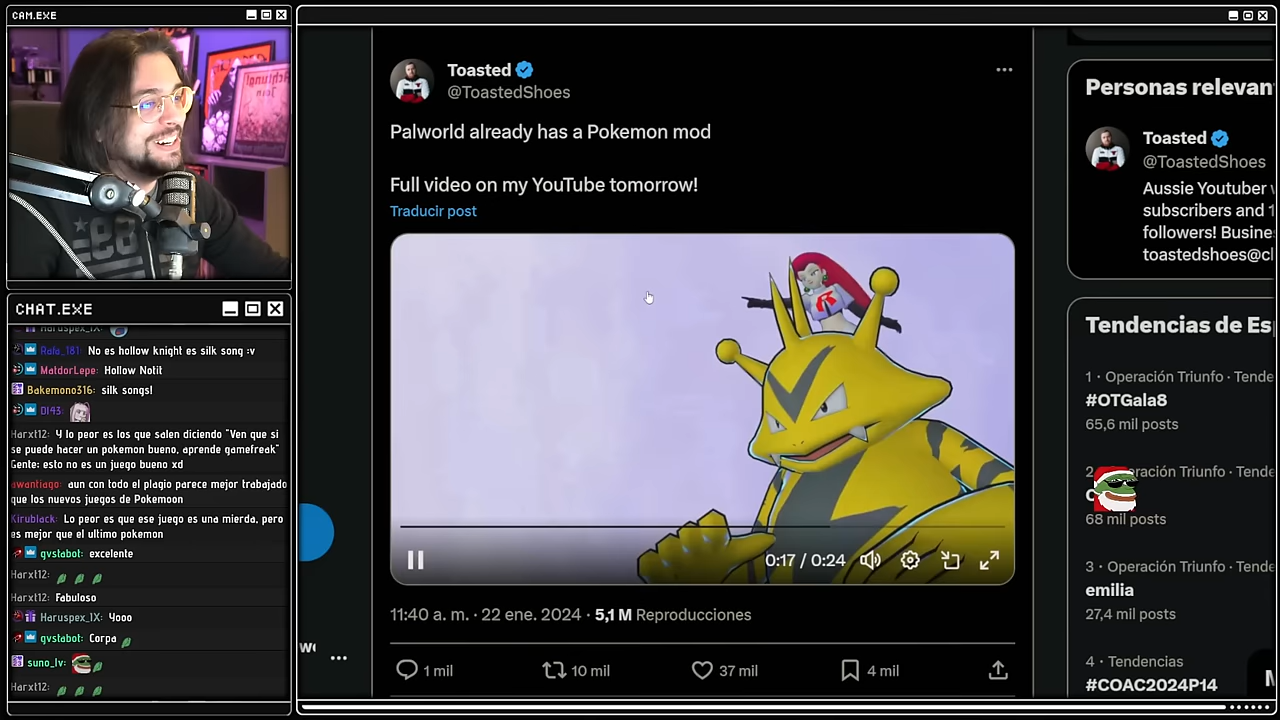 CAM.EXE
Achtung!
CHAT.EXE
Haruspex_IX:
Rafa_181: No es hollow knight es silk song :v
MatdorLepe: Hollow Notit
Bakemono316: silk songs!
DI43:
Harxt12: Y lo peor es los que salen diciendo "Ven que si
se puede hacer un pokemon bueno, aprende gamefreak"
Gente: esto no es un juego bueno xd
awantiago: aun con todo el plagio parece mejor trabajado
que los nuevos juegos de Pokemoon
Kirublack: Lo peor es que ese juego es una mierda, pero
es mejor que el ultimo pokemon
qvstabot: excelente
Harxt12:
Harxt12: Fabuloso
Haruspex_IX: Yooo
qvstabot: Corpa
suno_lv:
Harxt12:
Toasted
@ToastedShoes
Palworld already has a Pokemon mod
Full video on my YouTube tomorrow!
Traducir post
R
0:17 / 0:24
11:40 a. m. · 22 ene. 2024 · 5,1 M Reproducciones
1 mil
10 mil
37 mil
4 mil
Personas relevan
Toasted
@ToastedShoes
Aussie Youtuber
subscribers and 1
followers! Busine
toastedshoes@c
Tendencias de Es
1 · Operación Triunfo · Tende
#OTGala8
65,6 mil posts
2 ración Triunfo · Tende
68 mil posts
3 · Operación Triunfo · Tende
emilia
27,4 mil posts
4 · Tendencias
#COAC2024P14